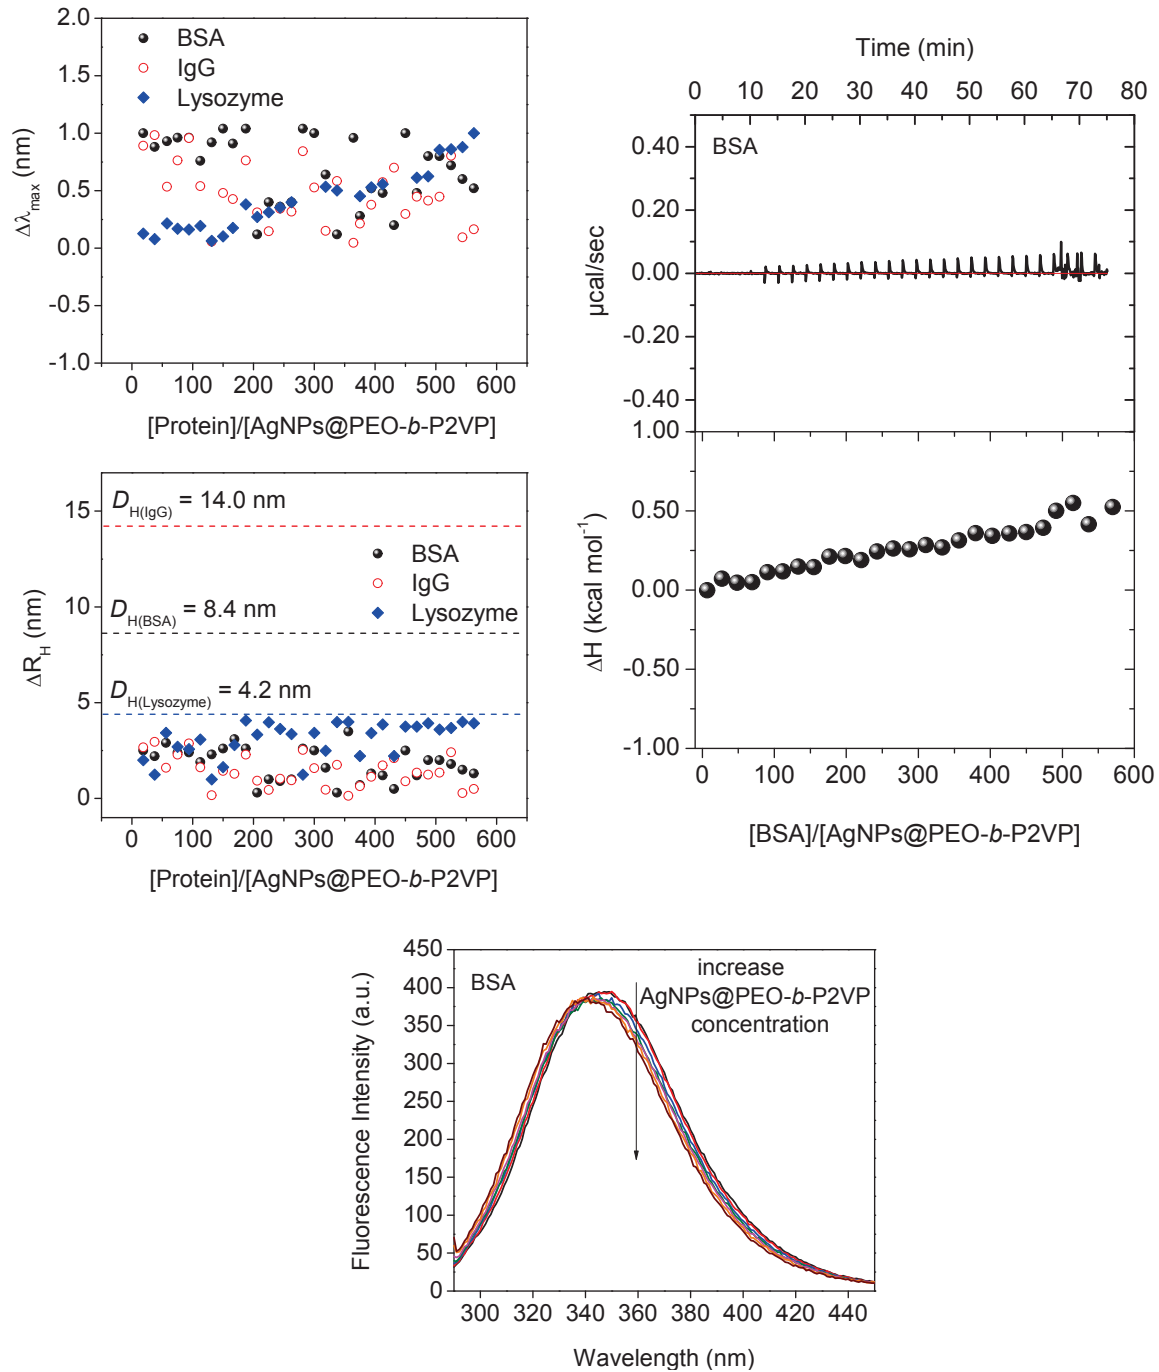 2.0
1.5
1.0
0.5
0.0
-0.5
-1.0
Δλmax (nm)
BSA
IgG
Lysozyme
0 100 200 300 400 500 600
[Protein]/[AgNPs@PEO-b-P2VP]
15
10
5
0
ΔRH (nm)
DH(IgG) = 14.0 nm
BSA
IgG
Lysozyme
DH(BSA) = 8.4 nm
DH(Lysozyme) = 4.2 nm
0 100 200 300 400 500 600
[Protein]/[AgNPs@PEO-b-P2VP]
Time (min)
0 10 20 30 40 50 60 70 80
BSA
0.40
0.20
0.00
-0.20
-0.40
µcal/sec
1.00
0.50
0.00
-0.50
-1.00
ΔH (kcal mol-1)
0 100 200 300 400 500 600
[BSA]/[AgNPs@PEO-b-P2VP]
450
400
350
300
250
200
150
100
50
0
Fluorescence Intensity (a.u.)
BSA
increase
AgNPs@PEO-b-P2VP
concentration
300 320 340 360 380 400 420 440
Wavelength (nm)